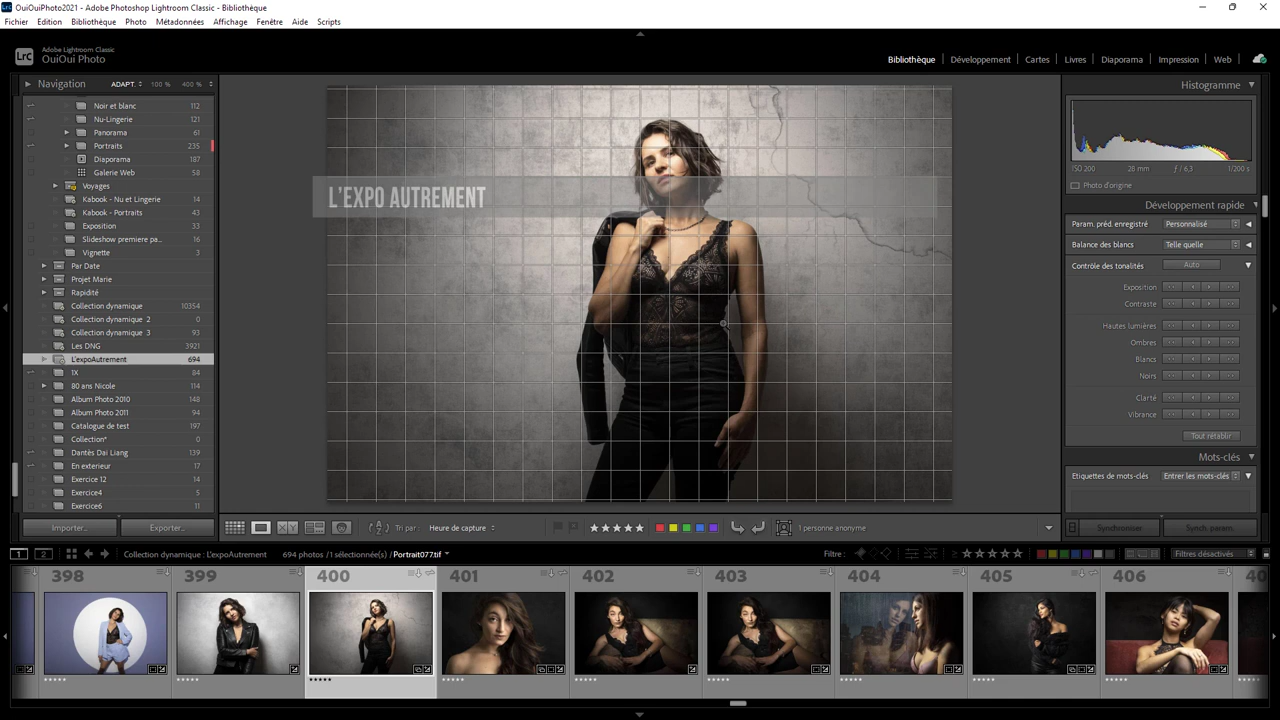 OuiOuiPhoto2021 - Adobe Photoshop Lightroom Classic - Bibliothèque
Fichier Edition Bibliothèque Photo Métadonnées Affichage Fenêtre Aide Scripts
Lrc
Adobe Lightroom Classic
OuiOui Photo
Bibliothèque Développement Cartes Livres Diaporama Impression Web
Navigation ADAPT. 100 % 400 %
Noir et blanc 112
Nu-Lingerie 121
Panorama 61
Portraits 235
Diaporama 187
Galerie Web 58
Voyages
Kabook - Nu et Lingerie 14
Kabook - Portraits 43
Exposition 33
Slideshow premiere pa... 16
Vignette 3
Par Date
Projet Marie
Rapidité
Collection dynamique 10354
Collection dynamique 2 0
Collection dynamique 3 93
Les DNG 3921
L'expoAutrement 694
1X 84
80 ans Nicole 114
Album Photo 2010 148
Album Photo 2011 94
Catalogue de test 197
Collection* 0
Dantès Dai Liang 139
En exterieur 17
Exercice 12 14
Exercice4 5
Exercice6 11
Importer... Exporter...
L'EXPO AUTREMENT
Histogramme
ISO 200 28 mm ƒ / 6,3 1/200 s
Photo d'origine
Développement rapide
Param. préd. enregistré Personnalisé
Balance des blancs Telle quelle
Contrôle des tonalités Auto
Exposition
Contraste
Hautes lumières
Ombres
Blancs
Noirs
Clarté
Vibrance
Tout rétablir
Mots-clés
Etiquettes de mots-clés Entrer les mots-clés
Synchroniser Synch. param.
Tri par : Heure de capture
1 personne anonyme
1 2 Collection dynamique : L'expoAutrement 694 photos / 1 sélectionnée(s) / Portrait077.tif
Filtre : Filtres désactivés
398 399 400 401 402 403 404 405 406 40